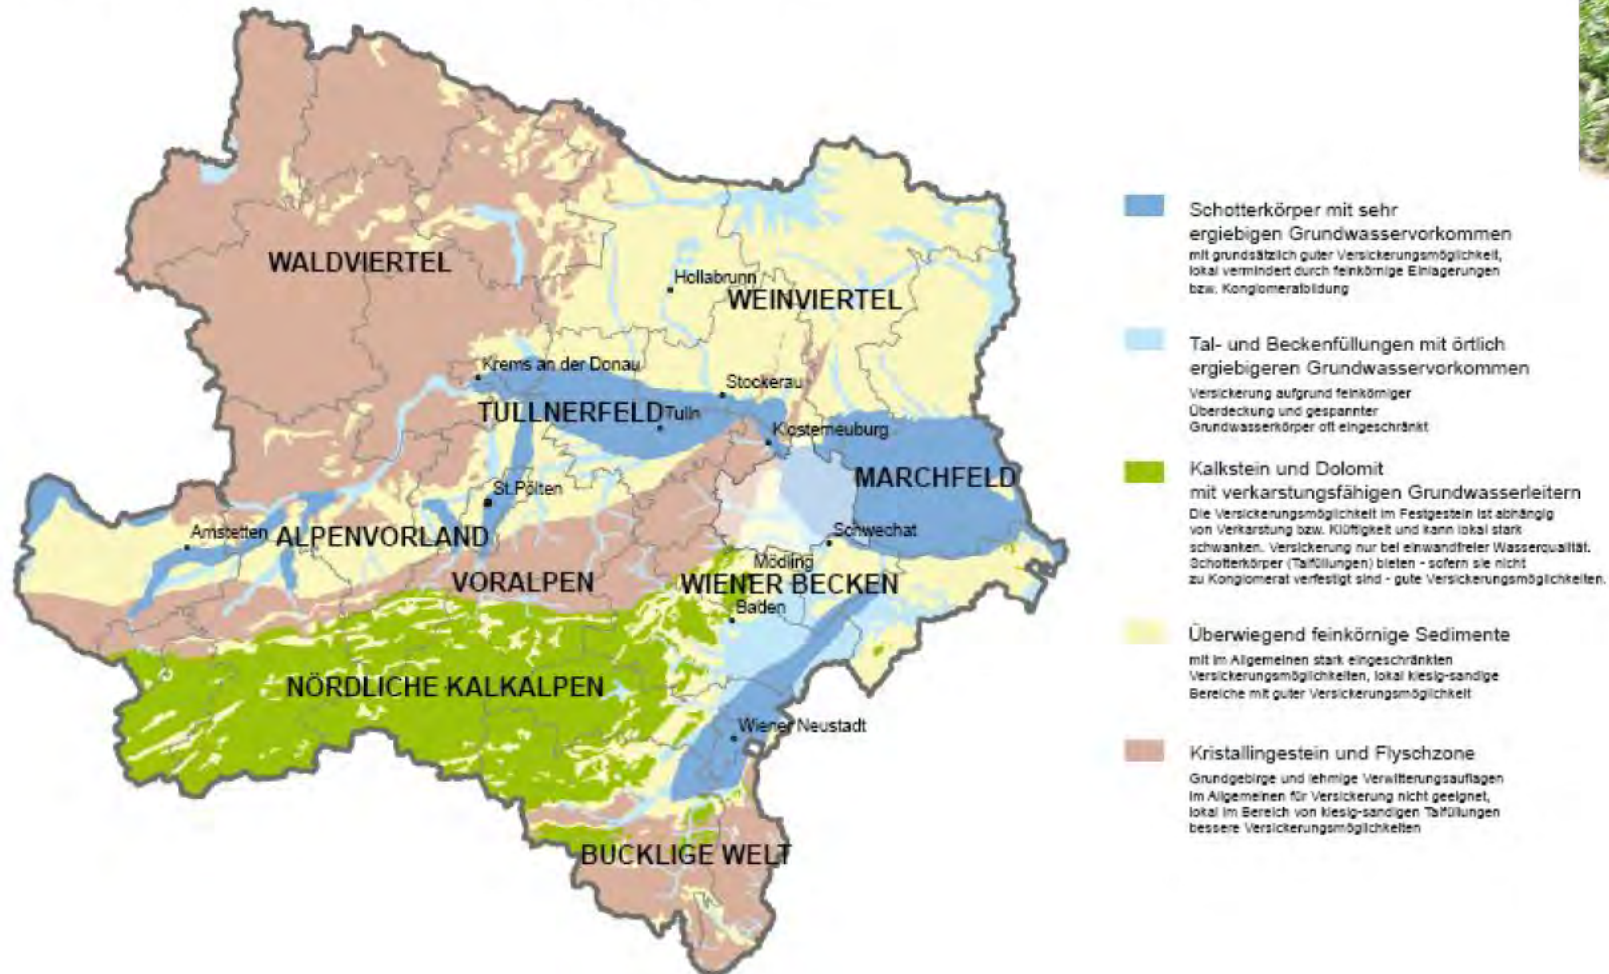 WALDVIERTEL
Hollabrunn
WEINVIERTEL
Krems an der Donau
Stockerau
TULLNERFELD
Tulln
Klosterneuburg
MARCHFELD
St.Pölten
Amstetten
ALPENVORLAND
Schwechat
Mödling
VORALPEN
WIENER BECKEN
Baden
NÖRDLICHE KALKALPEN
Wiener Neustadt
BUCKLIGE WELT
Schotterkörper mit sehr
ergiebigen Grundwasservorkommen
mit grundsätzlich guter Versickerungsmöglichkeit,
lokal vermindert durch feinkörnige Einlagerungen
bzw. Konglomeratbildung
Tal- und Beckenfüllungen mit örtlich
ergiebigeren Grundwasservorkommen
Versickerung aufgrund feinkörniger
Überdeckung und gespannter
Grundwasserkörper oft eingeschränkt
Kalkstein und Dolomit
mit verkarstungsfähigen Grundwasserleitern
Die Versickerungsmöglichkeit im Festgestein ist abhängig
von Verkarstung bzw. Klüftigkeit und kann lokal stark
schwanken. Versickerung nur bei einwandfreier Wasserqualität.
Schotterkörper (Talfüllungen) bieten - sofern sie nicht
zu Konglomerat verfestigt sind - gute Versickerungsmöglichkeiten.
Überwiegend feinkörnige Sedimente
mit im Allgemeinen stark eingeschränkten
Versickerungsmöglichkeiten, lokal kiesig-sandige
Bereiche mit guter Versickerungsmöglichkeit
Kristallingestein und Flyschzone
Grundgebirge und lehmige Verwitterungsauflagen
im Allgemeinen für Versickerung nicht geeignet,
lokal im Bereich von kiesig-sandigen Talfüllungen
bessere Versickerungsmöglichkeiten